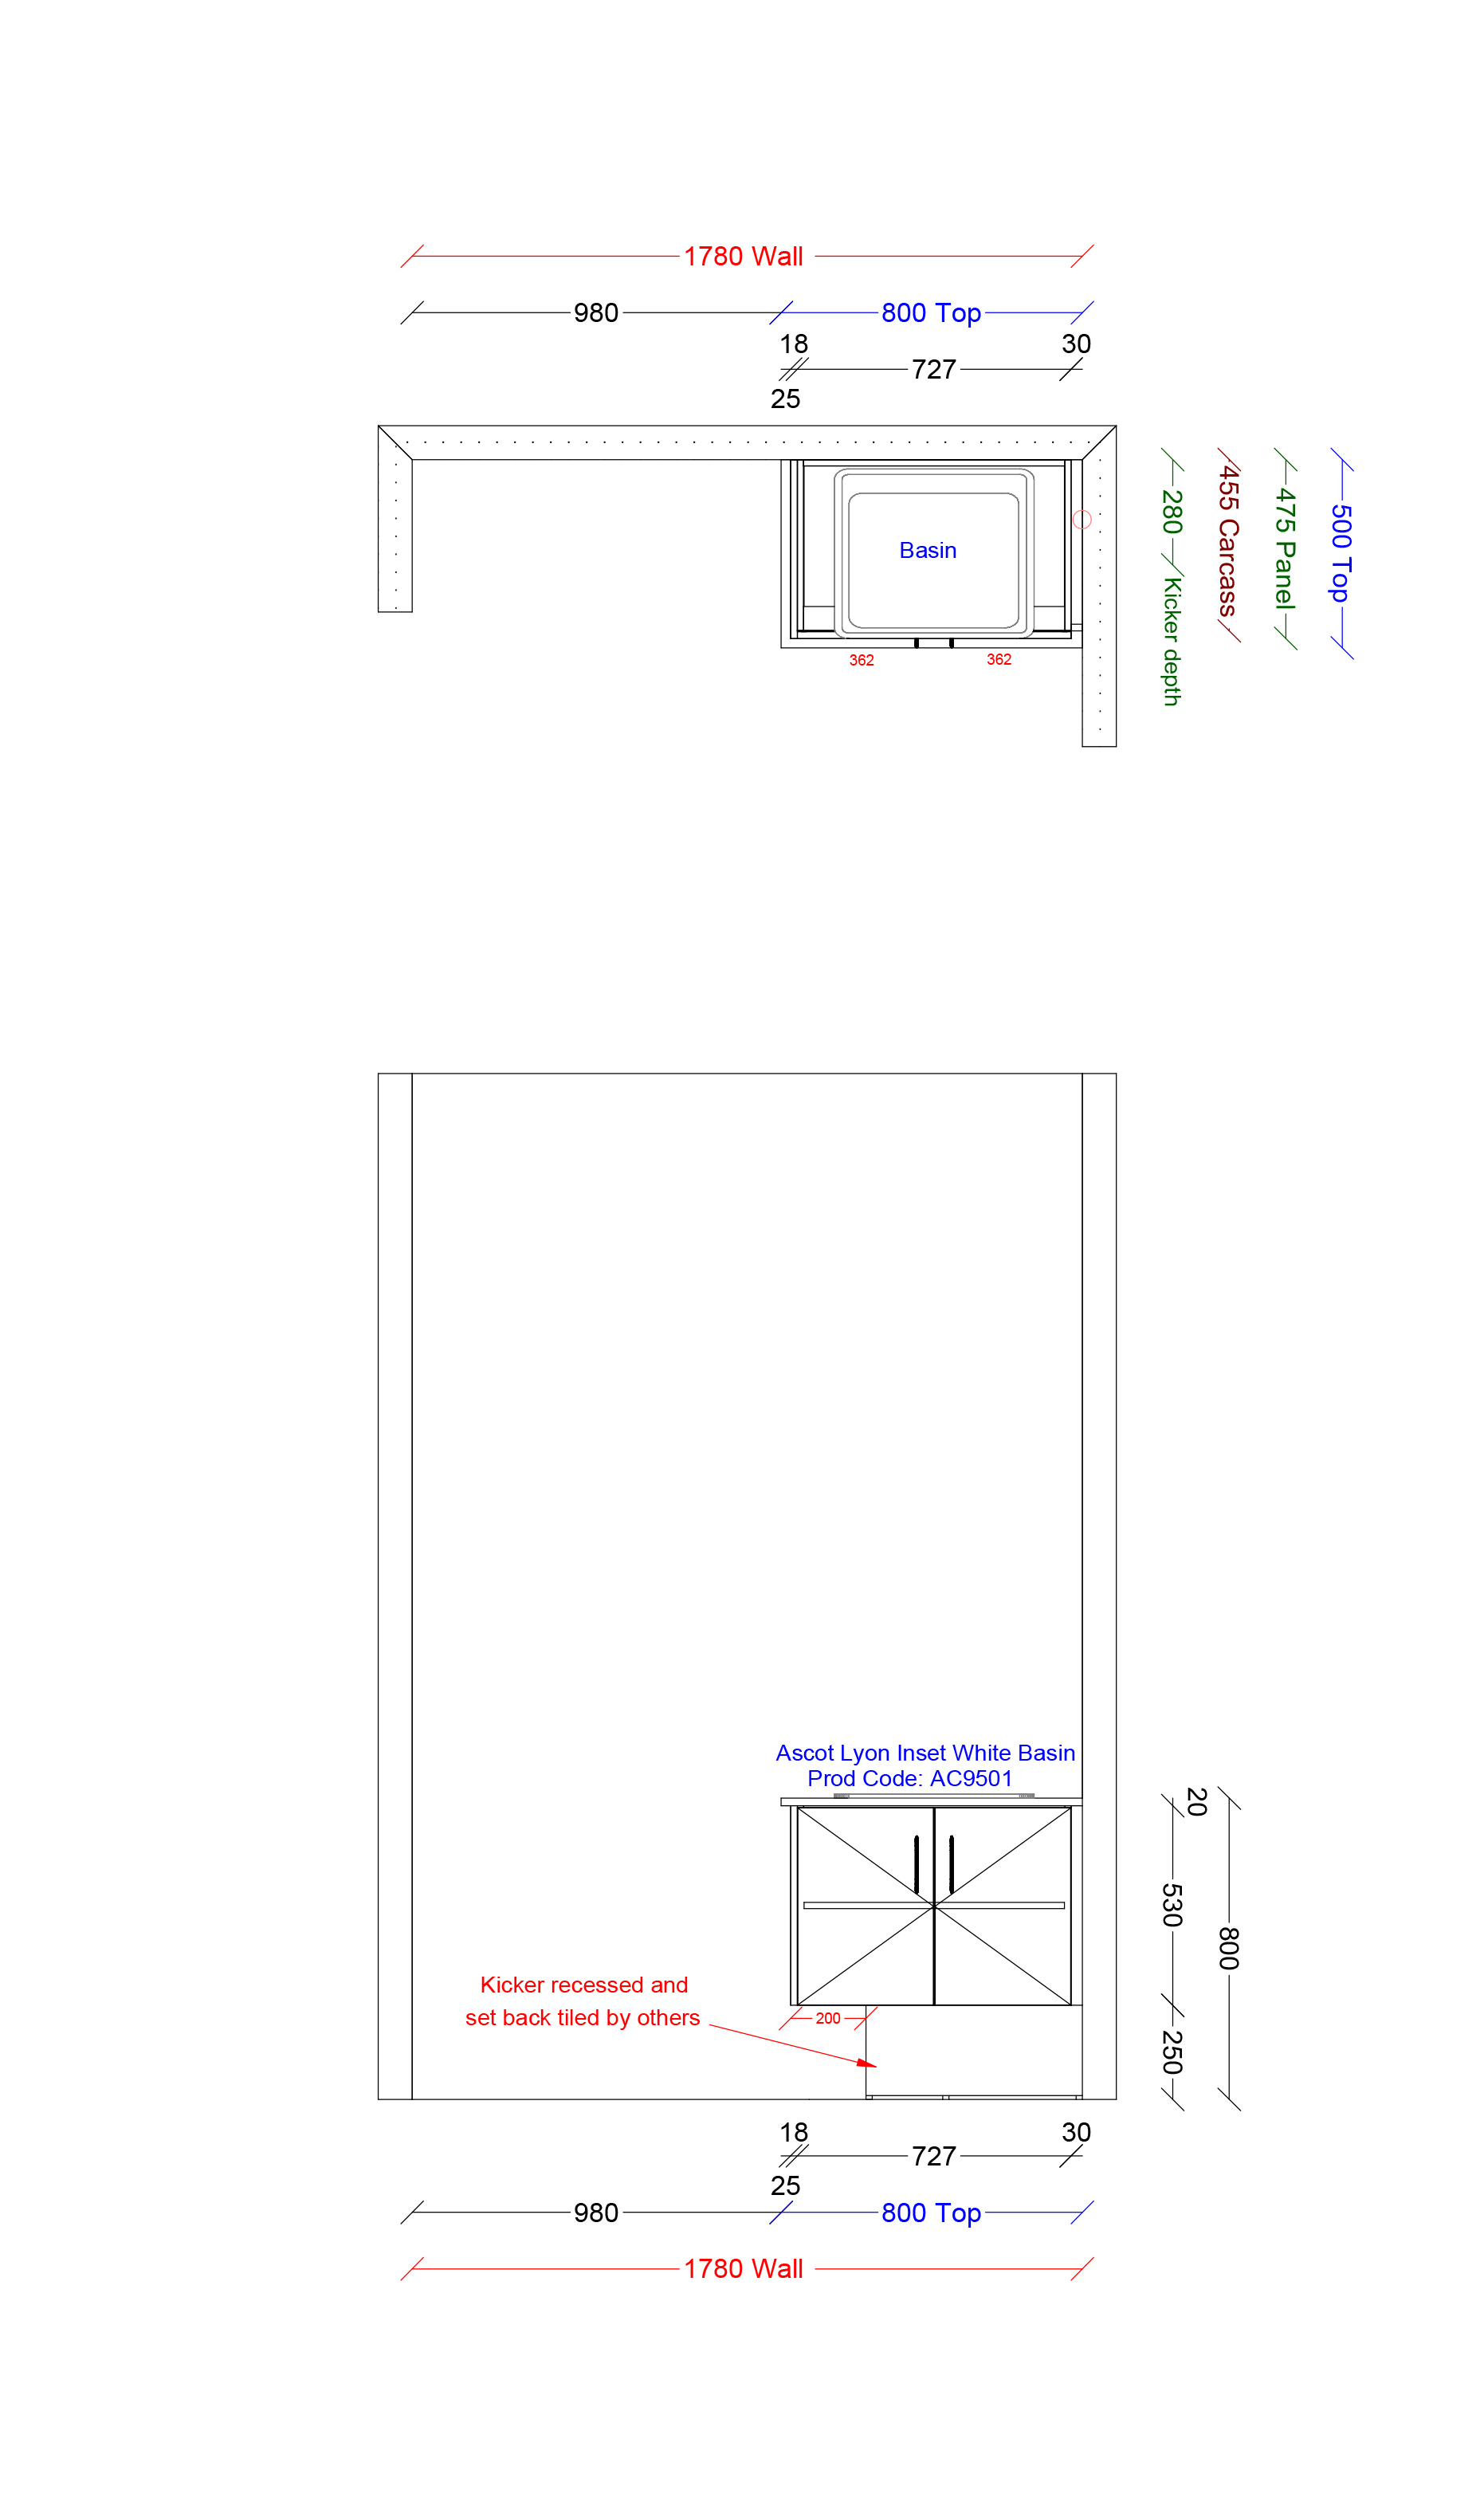 1780 Wall
980
800 Top
18
30
727
25
280
Kicker depth
455 Carcass
475 Panel
500 Top
Basin
362
362
Ascot Lyon Inset White Basin
Prod Code: AC9501
20
530
800
250
Kicker recessed and
set back tiled by others
200
18
30
727
25
980
800 Top
1780 Wall